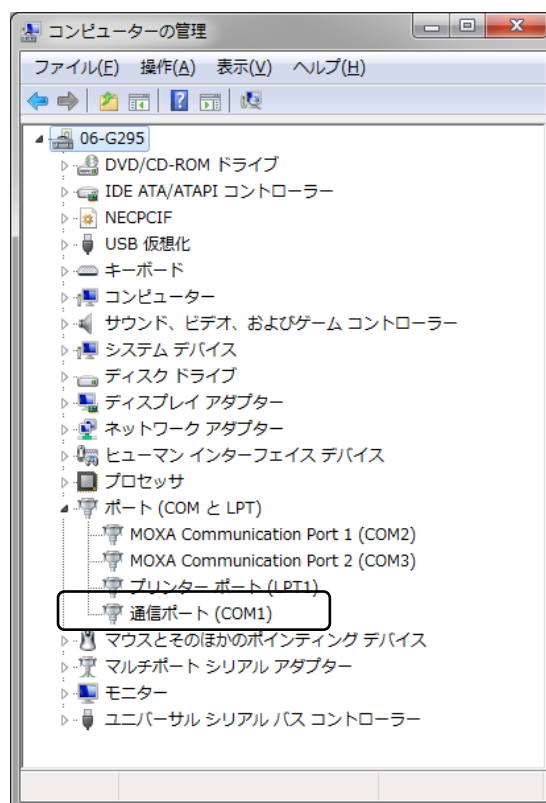 コンピューターの管理
ファイル(F) 操作(A) 表示(V) ヘルプ(H)
06-G295
DVD/CD-ROM ドライブ
IDE ATA/ATAPI コントローラー
NECPCIF
USB 仮想化
キーボード
コンピューター
サウンド、ビデオ、およびゲーム コントローラー
システム デバイス
ディスク ドライブ
ディスプレイ アダプター
ネットワーク アダプター
ヒューマン インターフェイス デバイス
プロセッサ
ポート (COM と LPT)
MOXA Communication Port 1 (COM2)
MOXA Communication Port 2 (COM3)
プリンター ポート (LPT1)
通信ポート (COM1)
マウスとそのほかのポインティング デバイス
マルチポート シリアル アダプター
モニター
ユニバーサル シリアル バス コントローラー